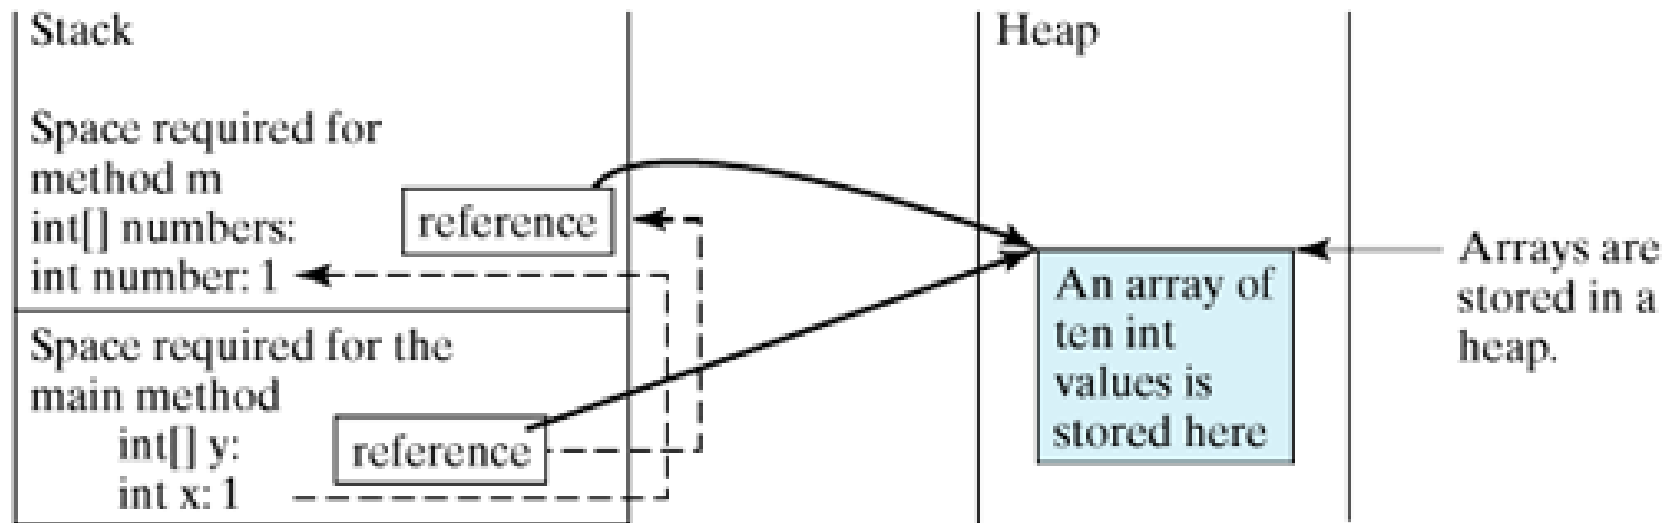 Stack
Space required for
method m
int[] numbers:
reference
int number: 1
Space required for the
main method
int[] y:
reference
int x: 1
Heap
An array of
ten int
values is
stored here
Arrays are
stored in a
heap.